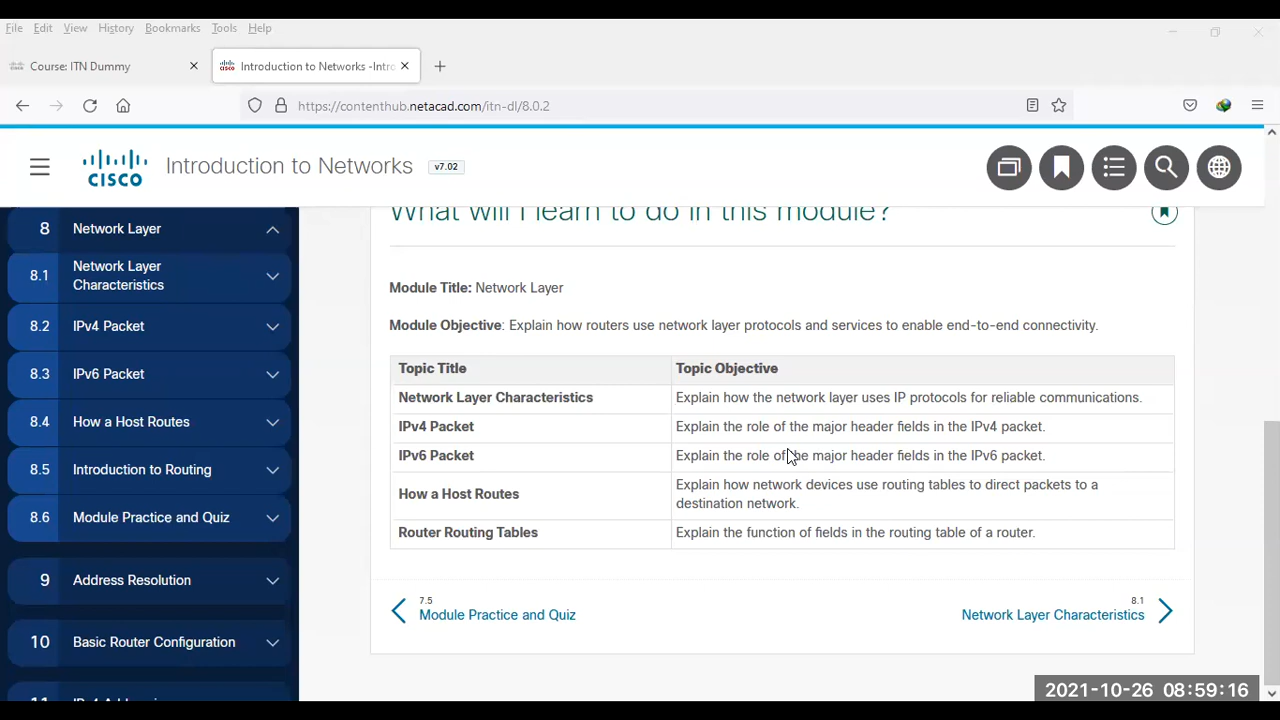 File Edit View History Bookmarks Tools Help
Course: ITN Dummy
Introduction to Networks -Intro
https://contenthub.netacad.com/itn-dl/8.0.2
CISCO
Introduction to Networks v7.02
8 Network Layer
8.1 Network Layer
Characteristics
8.2 IPv4 Packet
8.3 IPv6 Packet
8.4 How a Host Routes
8.5 Introduction to Routing
8.6 Module Practice and Quiz
9 Address Resolution
10 Basic Router Configuration
What will I learn to do in this module?
Module Title: Network Layer
Module Objective: Explain how routers use network layer protocols and services to enable end-to-end connectivity.
Topic Title Topic Objective
Network Layer Characteristics Explain how the network layer uses IP protocols for reliable communications.
IPv4 Packet Explain the role of the major header fields in the IPv4 packet.
IPv6 Packet Explain the role of the major header fields in the IPv6 packet.
How a Host Routes Explain how network devices use routing tables to direct packets to a
destination network.
Router Routing Tables Explain the function of fields in the routing table of a router.
7.5
Module Practice and Quiz
8.1
Network Layer Characteristics
2021-10-26 08:59:16